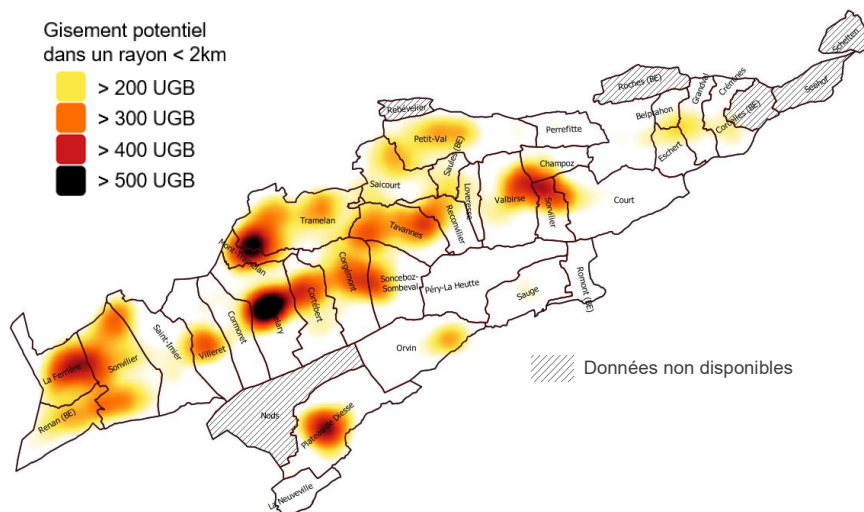 Gisement potentiel
dans un rayon < 2km
> 200 UGB
> 300 UGB
> 400 UGB
> 500 UGB
Schelten
Seehof
Roches (BE)
Grandval
Crémines
Corcelles (BE)
Belprahon
Eschert
Rebévelier
Petit-Val
Perrefitte
Saules (BE)
Champoz
Saicourt
Loveresse
Valbirse
Sorvilier
Court
Tramelan
Tavannes
Reconvilier
Mont-Tramelan
Corgémont
Sonceboz-
Sombeval
Péry-La Heutte
Romont (BE)
Sauge
Cortébert
Cormoret
Saint-Imier
Villeret
Orvin
La Ferrière
Sonvilier
Renan (BE)
Données non disponibles
Nods
Plateau de Diesse
La Neuveville